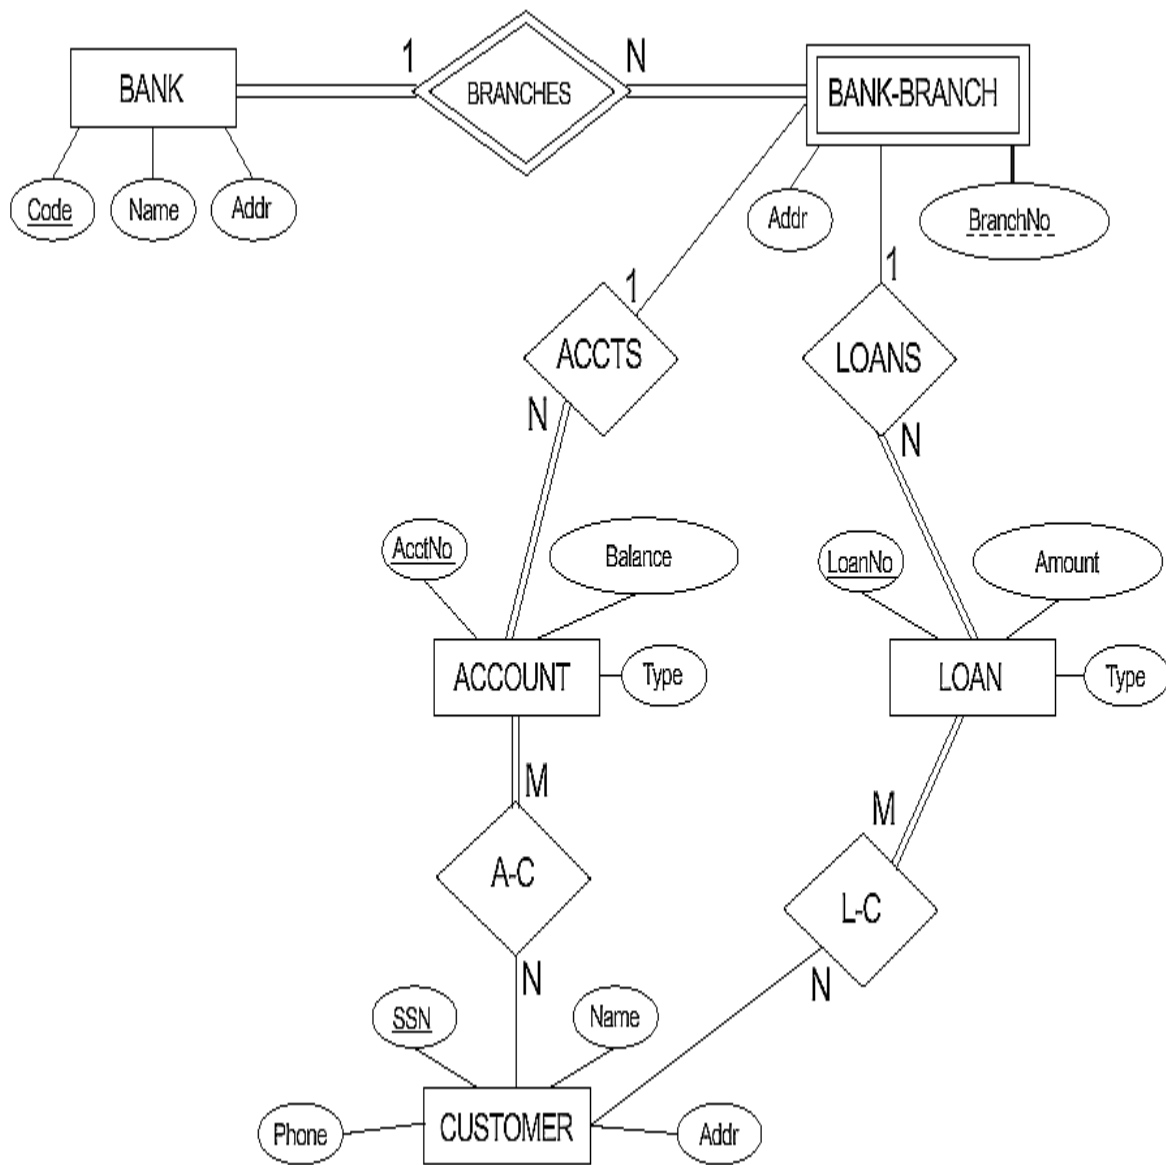 1
N
BANK
BRANCHES
BANK-BRANCH
Code
Name
Addr
Addr
BranchNo
1
1
ACCTS
LOANS
N
N
AcctNo
Balance
LoanNo
Amount
ACCOUNT
Type
LOAN
Type
M
M
A-C
L-C
N
N
SSN
Name
Phone
CUSTOMER
Addr